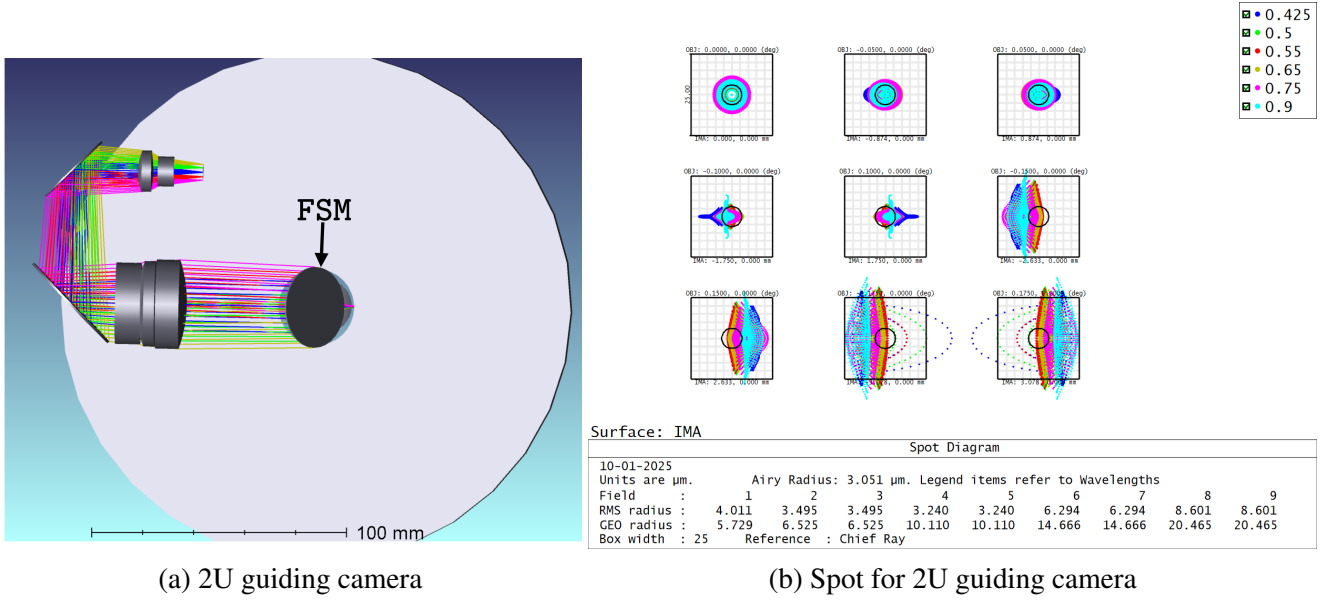 FSM
100 mm
(a) 2U guiding camera
0.425
0.5
0.55
0.65
0.75
0.9
OBJ: 0.0000, 0.0000 (deg)
OBJ: -0.0500, 0.0000 (deg)
OBJ: 0.0500, 0.0000 (deg)
25.00
IMA: 0.000, 0.000 mm
IMA: -0.874, 0.000 mm
IMA: 0.874, 0.000 mm
OBJ: -0.1000, 0.0000 (deg)
OBJ: 0.1000, 0.0000 (deg)
OBJ: -0.1500, 0.0000 (deg)
IMA: -1.750, 0.000 mm
IMA: 1.750, 0.000 mm
IMA: -2.633, 0.000 mm
OBJ: 0.1500, 0.0000 (deg)
0.0000 (deg)
OBJ: 0.1750, 0.0000 (deg)
IMA: 2.633, 0.000 mm
0.000 mm
IMA: 3.078, mm
Surface: IMA
Spot Diagram
10-01-2025
Units are µm. Airy Radius: 3.051 µm. Legend items refer to Wavelengths
Field : 1 2 3 4 5 6 7 8 9
RMS radius : 4.011 3.495 3.495 3.240 3.240 6.294 6.294 8.601 8.601
GEO radius : 5.729 6.525 6.525 10.110 10.110 14.666 14.666 20.465 20.465
Box width : 25 Reference : Chief Ray
(b) Spot for 2U guiding camera